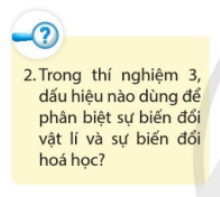 2. Trong thí nghiệm 3,
dấu hiệu nào dùng để
phân biệt sự biến đổi
vật lí và sự biến đổi
hoá học?